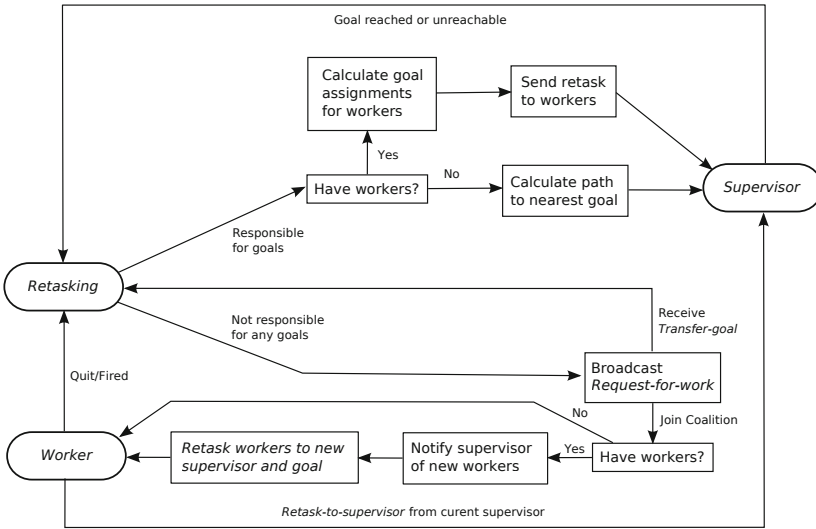 Goal reached or unreachable
Calculate goal
assignments
for workers
Send retask
to workers
Yes
No
Have workers?
Calculate path
to nearest goal
Supervisor
Responsible
for goals
Retasking
Not responsible
for any goals
Receive
Transfer-goal
Broadcast
Request-for-work
Quit/Fired
No
Join Coalition
Worker
Retask workers to new
supervisor and goal
Notify supervisor
of new workers
Yes
Have workers?
Retask-to-supervisor from curent supervisor